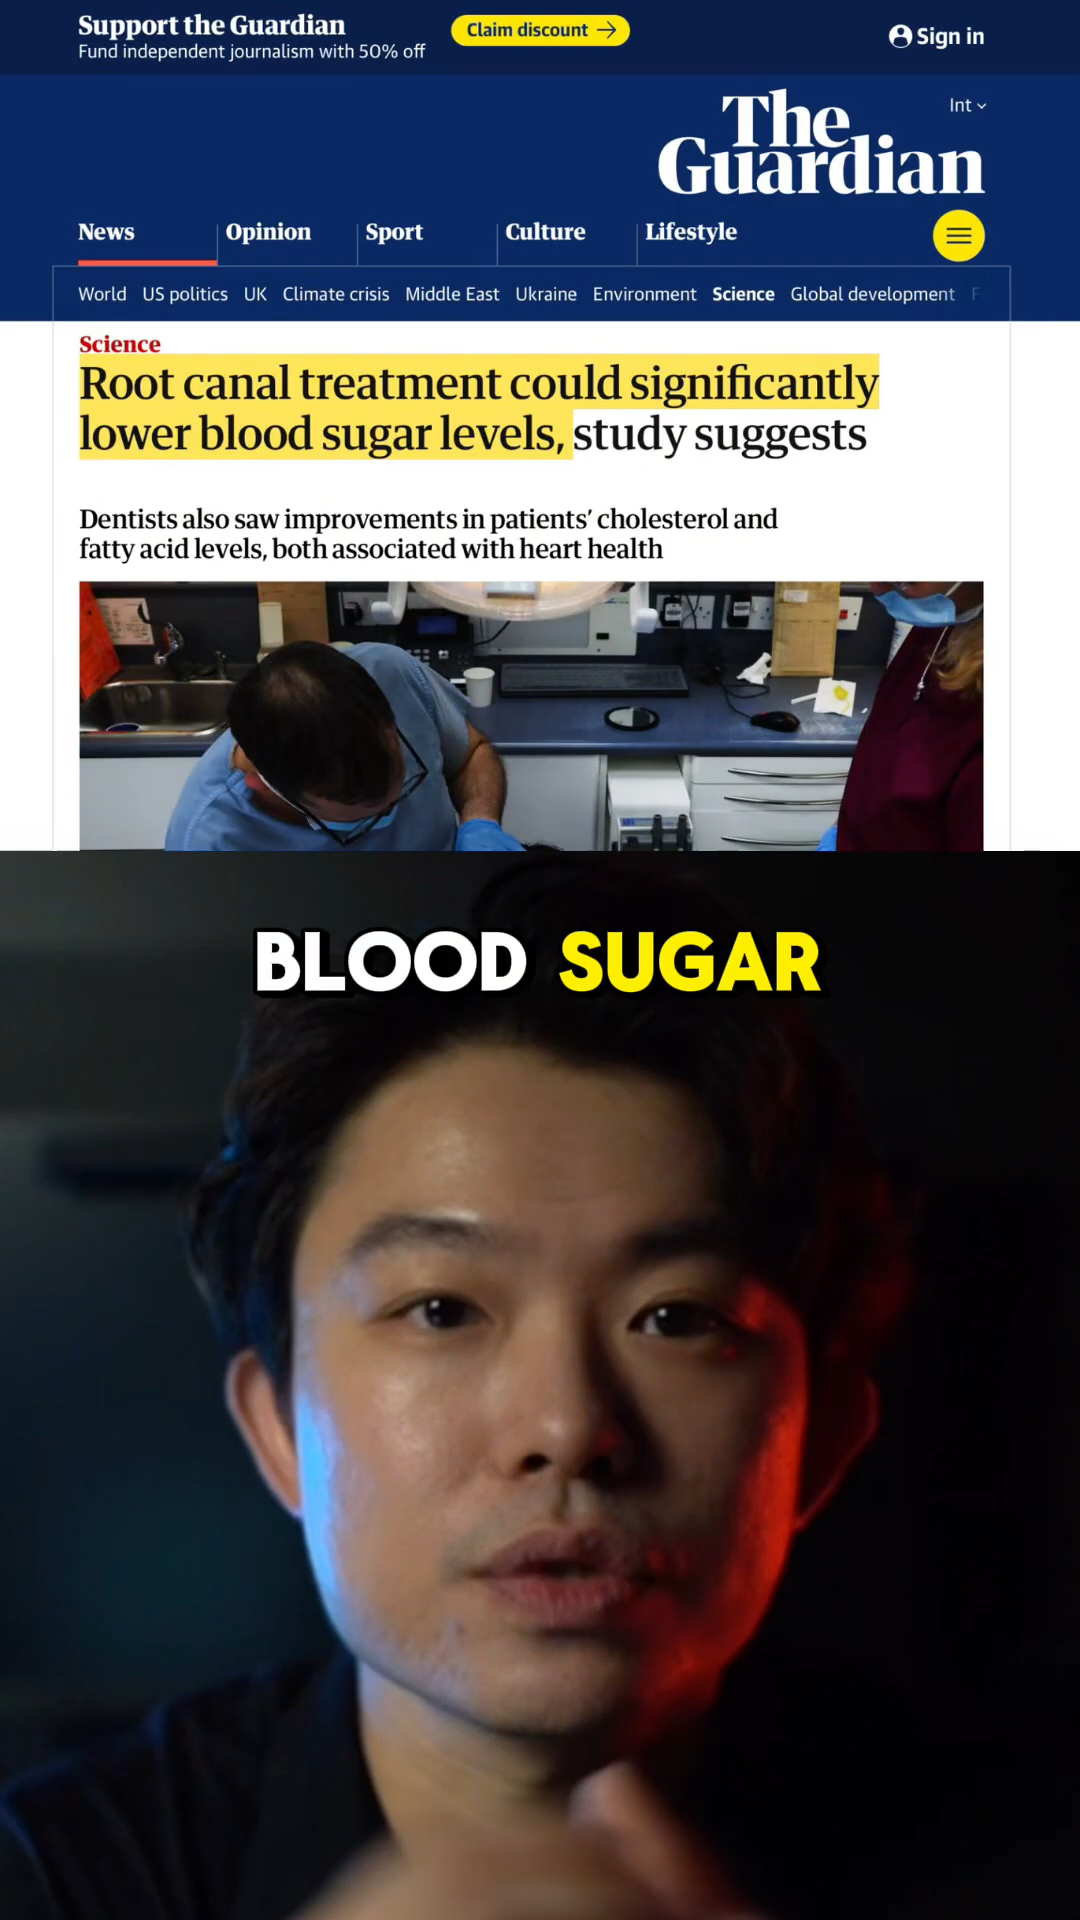 Support the Guardian
Fund independent journalism with 50% off
Claim discount →
Sign in
Int
The
Guardian
News
Opinion
Sport
Culture
Lifestyle
World
US politics
UK
Climate crisis
Middle East
Ukraine
Environment
Science
Global development
F
Science
Root canal treatment could significantly
lower blood sugar levels, study suggests
Dentists also saw improvements in patients' cholesterol and
fatty acid levels, both associated with heart health
BLOOD SUGAR